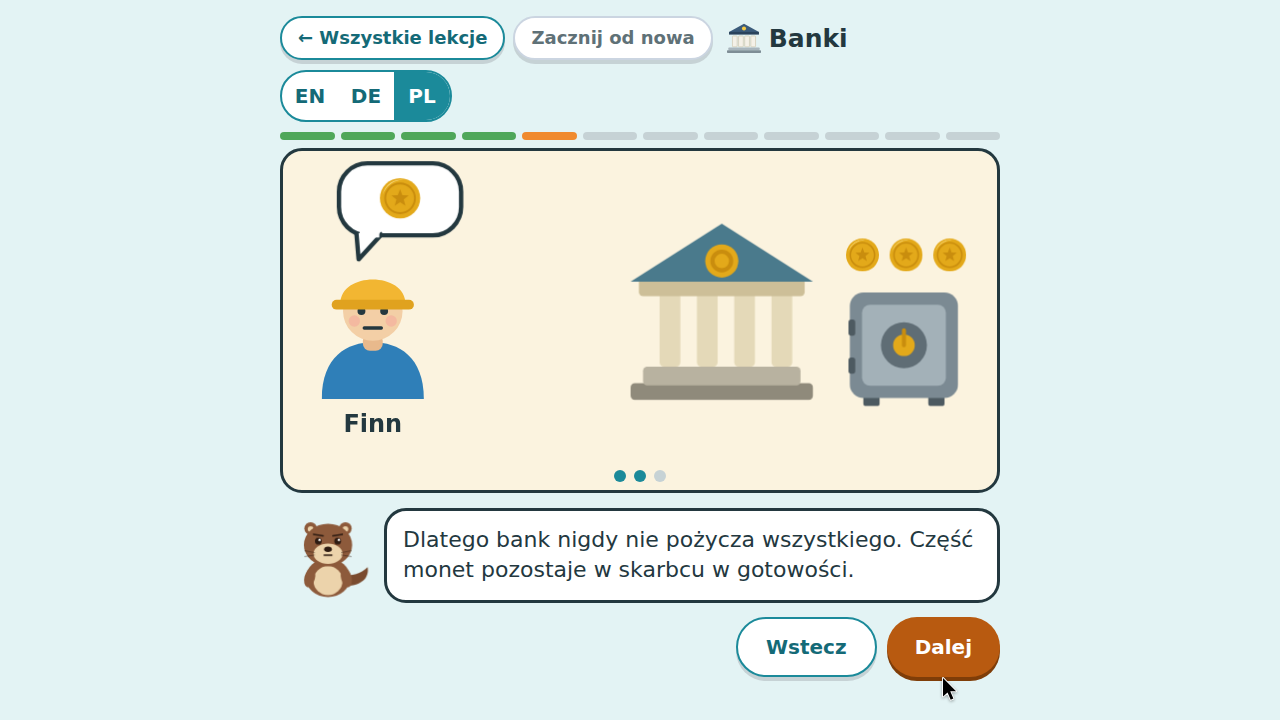 ← Wszystkie lekcje
Zacznij od nowa
Banki
EN DE PL
Finn
Dlatego bank nigdy nie pożycza wszystkiego. Część
monet pozostaje w skarbcu w gotowości.
Wstecz
Dalej